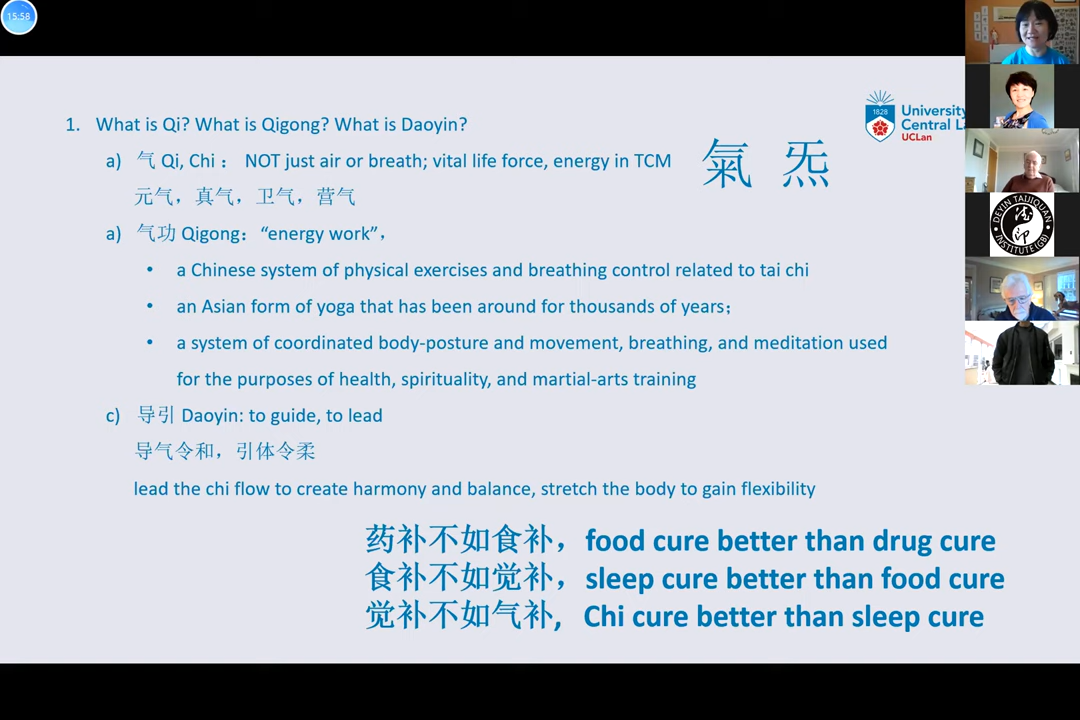 15:58
1. What is Qi? What is Qigong? What is Daoyin?
a) 气 Qi, Chi： NOT just air or breath; vital life force, energy in TCM
元气，真气，卫气，营气
氣 炁
1828
University
Central La
UCLan
a) 气功 Qigong：“energy work”，
• a Chinese system of physical exercises and breathing control related to tai chi
• an Asian form of yoga that has been around for thousands of years；
• a system of coordinated body-posture and movement, breathing, and meditation used
for the purposes of health, spirituality, and martial-arts training
c) 导引 Daoyin: to guide, to lead
导气令和，引体令柔
lead the chi flow to create harmony and balance, stretch the body to gain flexibility
药补不如食补，food cure better than drug cure
食补不如觉补，sleep cure better than food cure
觉补不如气补, Chi cure better than sleep cure
DEYIN TAIJIQUAN
INSTITUTE (GB)